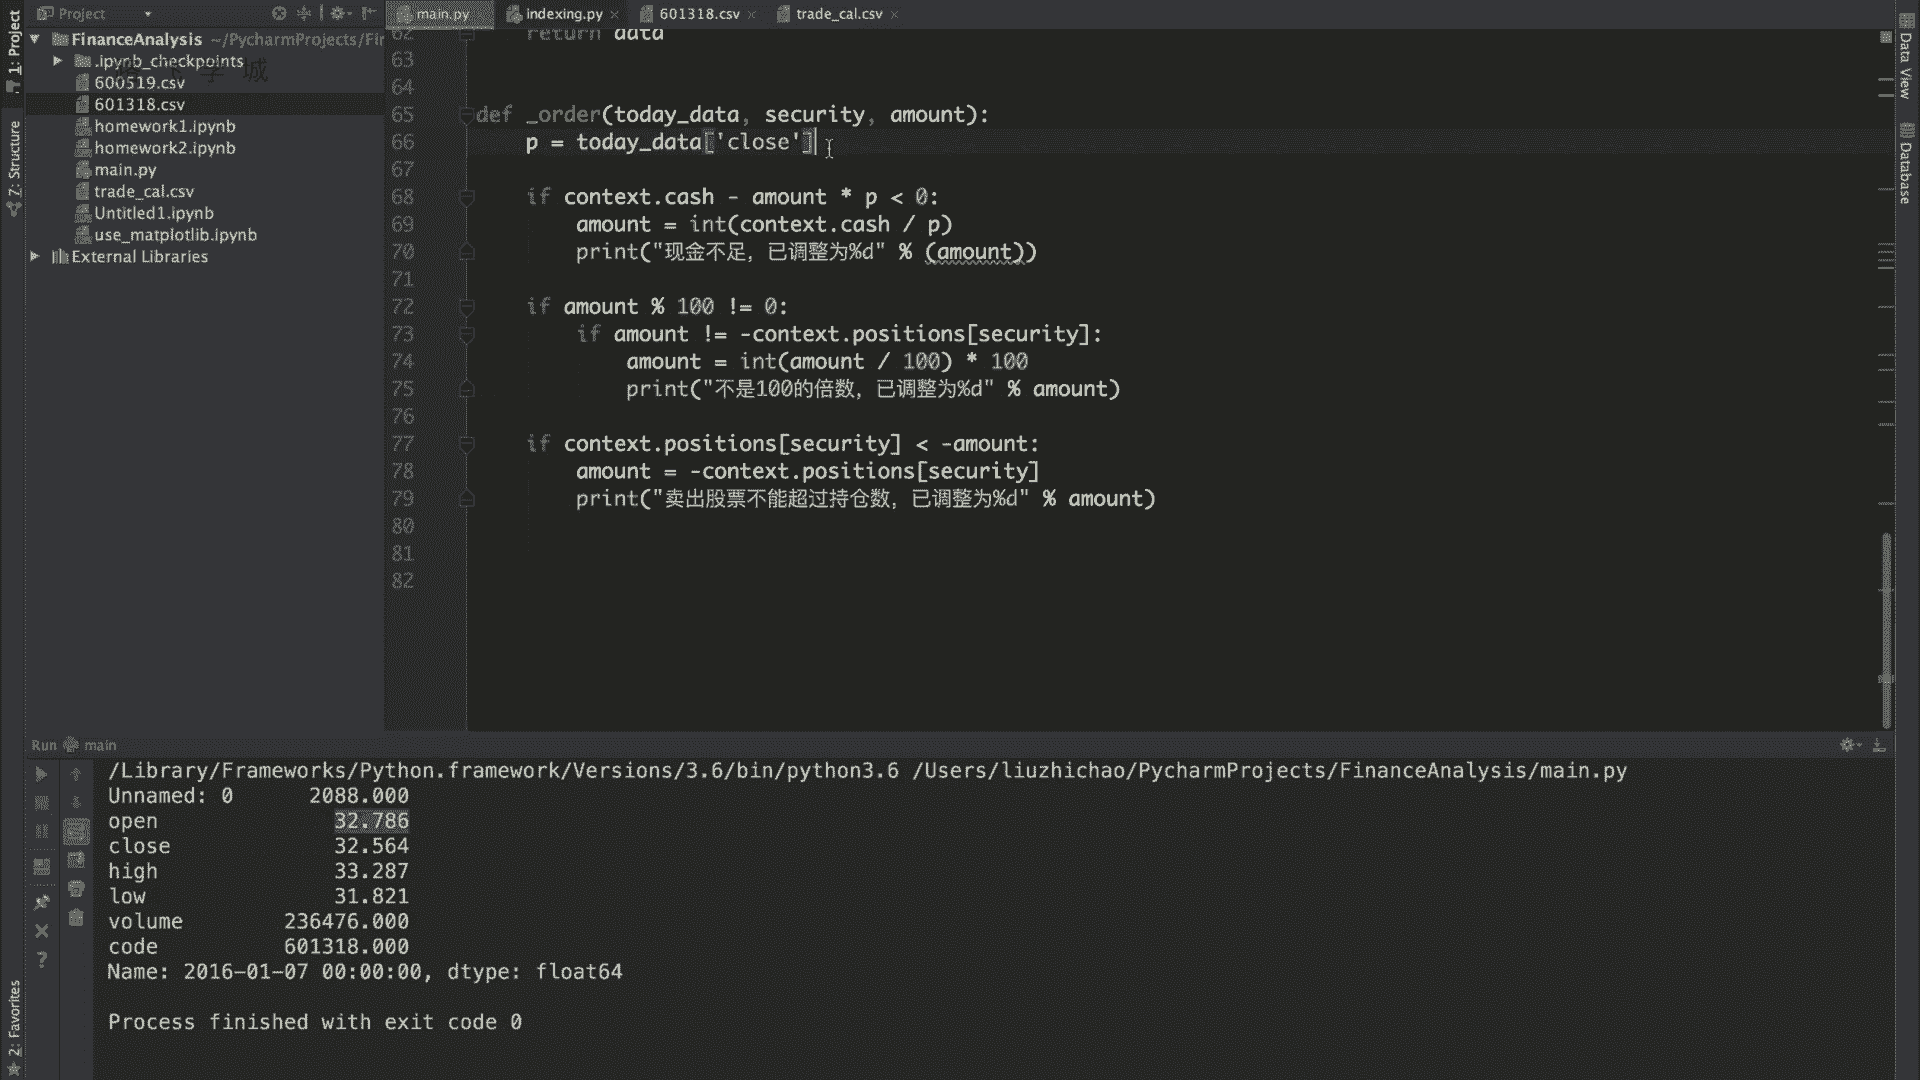 Project
main.py
indexing.py
601318.csv
trade_cal.csv
1: Project
7: Structure
2: Favorites
Data View
Database
FinanceAnalysis ~/PycharmProjects/Fir
.ipynb_checkpoints
600519.csv
601318.csv
homework1.ipynb
homework2.ipynb
main.py
trade_cal.csv
Untitled1.ipynb
use_matplotlib.ipynb
External Libraries
学城
62 return data
63
64
65 def _order(today_data, security, amount):
66 p = today_data['close']
67
68 if context.cash - amount * p < 0:
69 amount = int(context.cash / p)
70 print("现金不足，已调整为%d" % (amount))
71
72 if amount % 100 != 0:
73 if amount != -context.positions[security]:
74 amount = int(amount / 100) * 100
75 print("不是100的倍数，已调整为%d" % amount)
76
77 if context.positions[security] < -amount:
78 amount = -context.positions[security]
79 print("卖出股票不能超过持仓数，已调整为%d" % amount)
80
81
82
Run main
/Library/Frameworks/Python.framework/Versions/3.6/bin/python3.6 /Users/liuzhichao/PycharmProjects/FinanceAnalysis/main.py
Unnamed: 0 2088.000
open 32.786
close 32.564
high 33.287
low 31.821
volume 236476.000
code 601318.000
Name: 2016-01-07 00:00:00, dtype: float64
Process finished with exit code 0